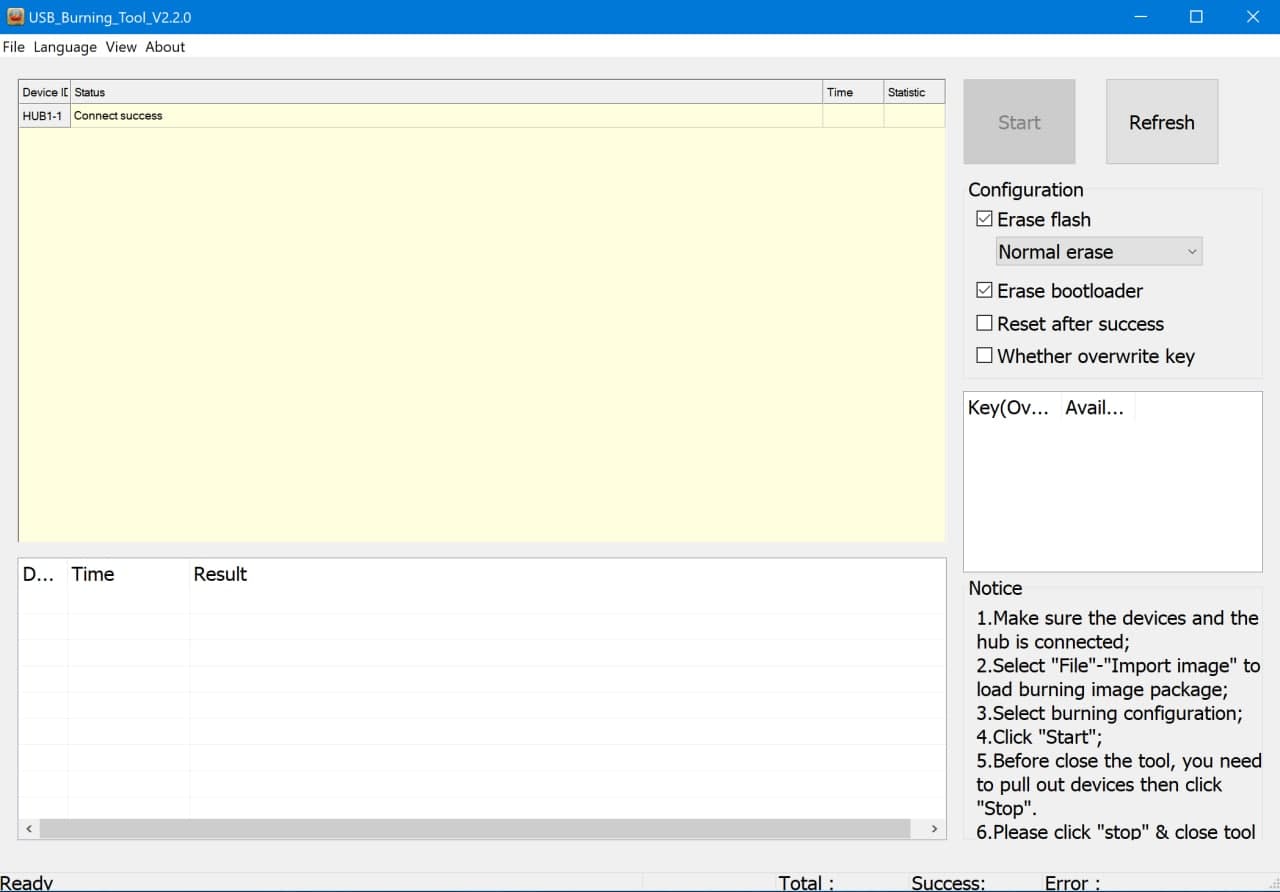 USB_Burning_Tool_V2.2.0
File Language View About
Device ID Status Time Statistic
HUB1-1 Connect success
Start Refresh
Configuration
Erase flash
Normal erase
Erase bootloader
Reset after success
Whether overwrite key
Key(Ov... Avail...
D... Time Result
Notice
1.Make sure the devices and the
hub is connected;
2.Select "File"-"Import image" to
load burning image package;
3.Select burning configuration;
4.Click "Start";
5.Before close the tool, you need
to pull out devices then click
"Stop".
6.Please click "stop" & close tool
Ready Total : Success: Error :